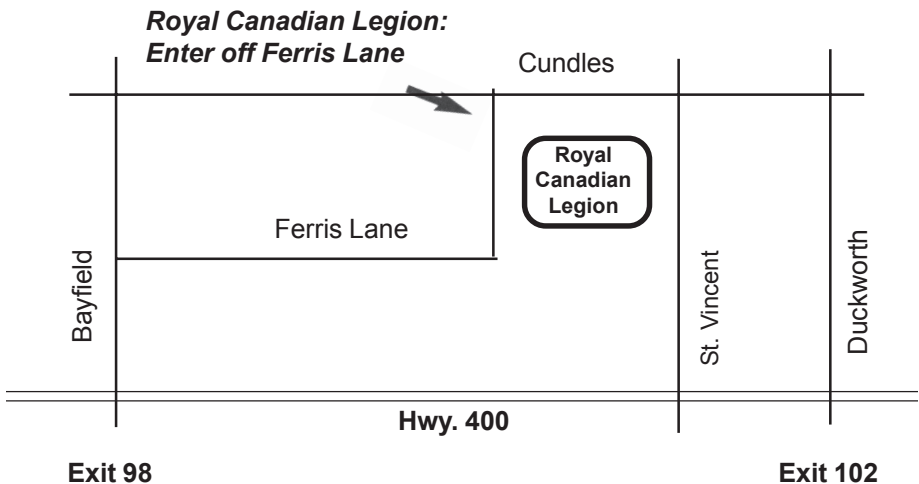 Royal Canadian Legion:
Enter off Ferris Lane
Cundles
Royal
Canadian
Legion
Ferris Lane
Bayfield
St. Vincent
Duckworth
Hwy. 400
Exit 98
Exit 102